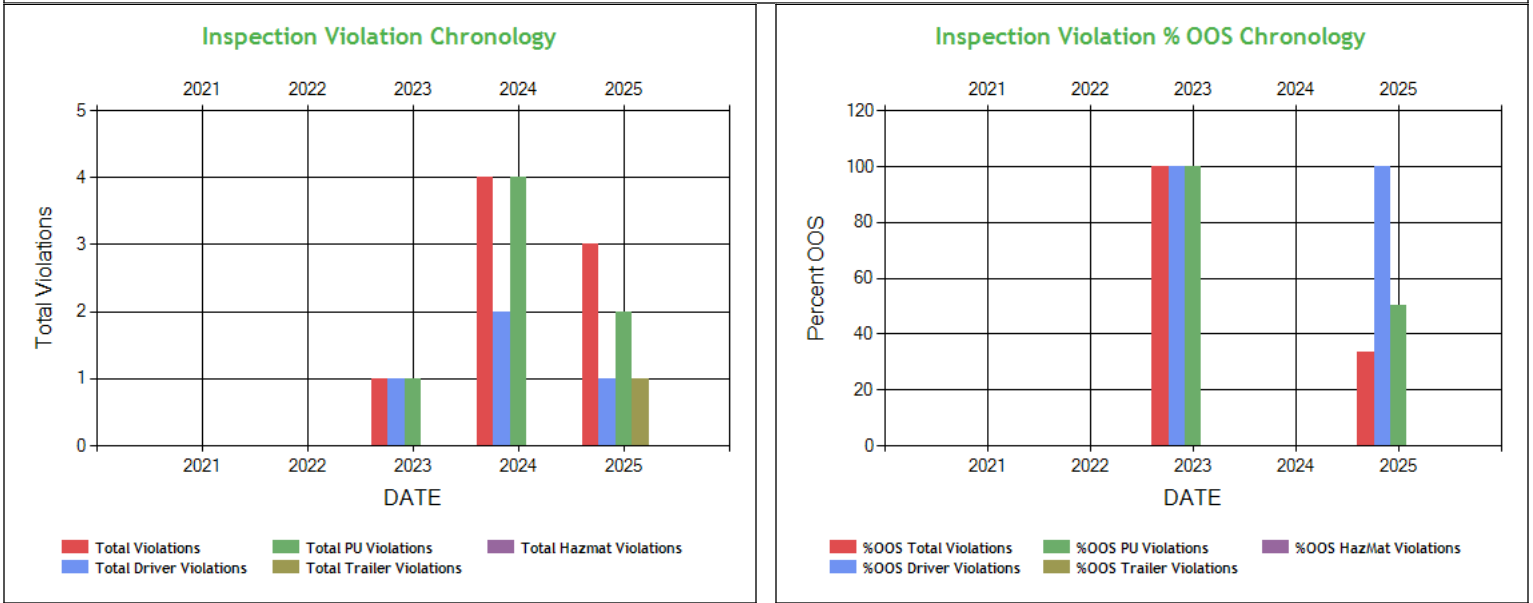 Inspection Violation Chronology
2021 2022 2023 2024 2025
5
4
3
2
1
0
Total Violations
2021 2022 2023 2024 2025
DATE
Total Violations Total PU Violations Total Hazmat Violations
Total Driver Violations Total Trailer Violations
Inspection Violation % OOS Chronology
2021 2022 2023 2024 2025
120
100
80
60
40
20
0
Percent OOS
2021 2022 2023 2024 2025
DATE
%OOS Total Violations %OOS PU Violations %OOS HazMat Violations
%OOS Driver Violations %OOS Trailer Violations